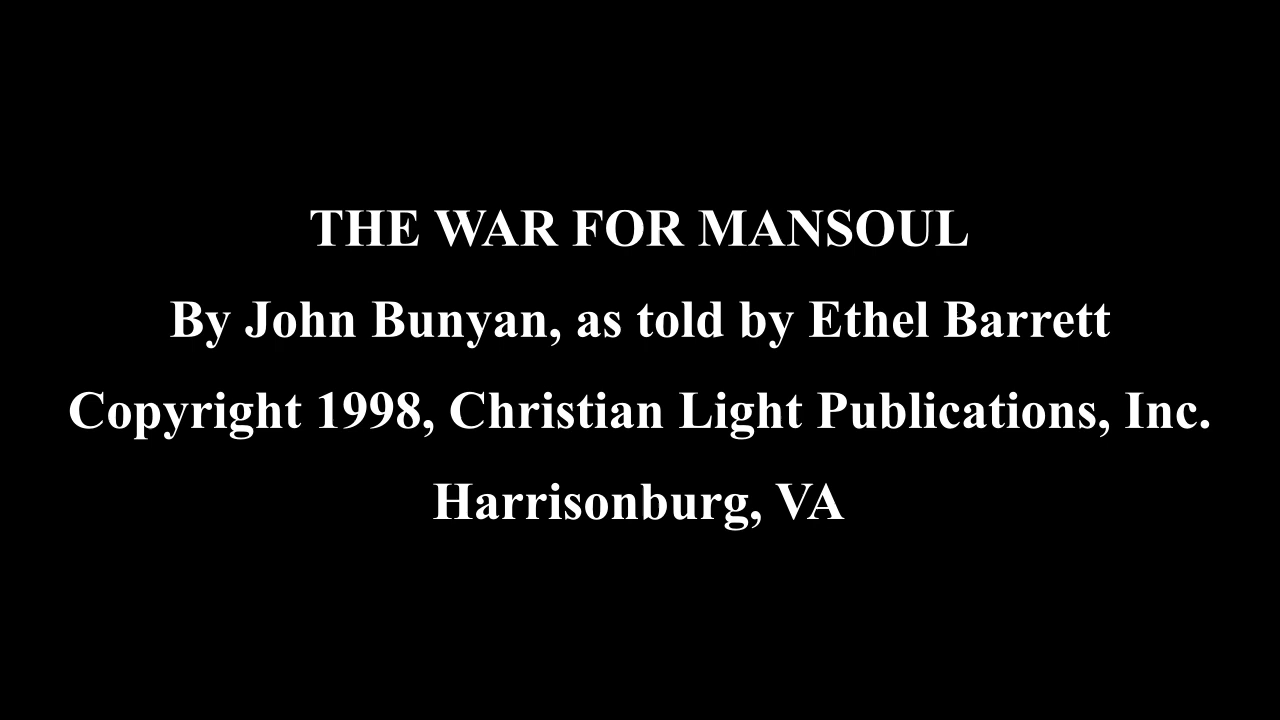 THE WAR FOR MANSOUL
By John Bunyan, as told by Ethel Barrett
Copyright 1998, Christian Light Publications, Inc.
Harrisonburg, VA